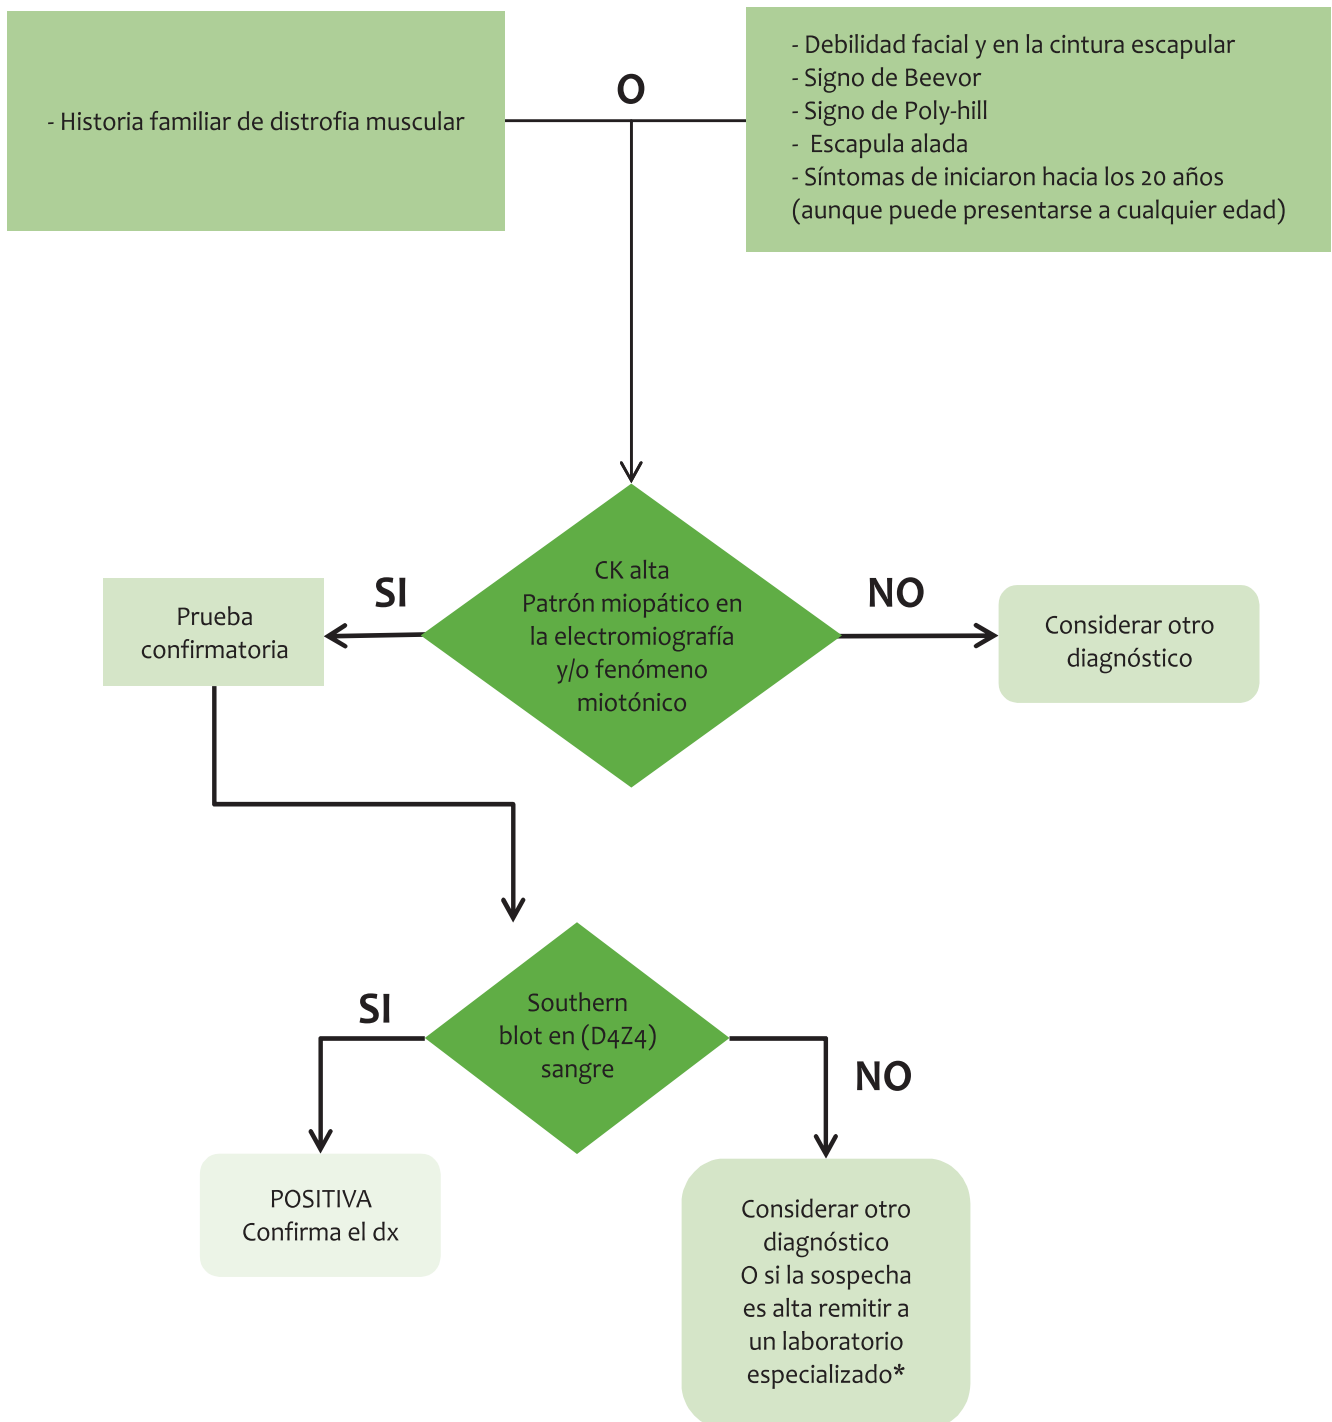 - Historia familiar de distrofia muscular
O
- Debilidad facial y en la cintura escapular
- Signo de Beevor
- Signo de Poly-hill
- Escapula alada
- Síntomas de iniciaron hacia los 20 años
(aunque puede presentarse a cualquier edad)
CK alta
Patrón miopático en
la electromiografía
y/o fenómeno
miotónico
SI
NO
Prueba
confirmatoria
Considerar otro
diagnóstico
Southern
blot en (D4Z4)
sangre
SI
NO
POSITIVA
Confirma el dx
Considerar otro
diagnóstico
O si la sospecha
es alta remitir a
un laboratorio
especializado*